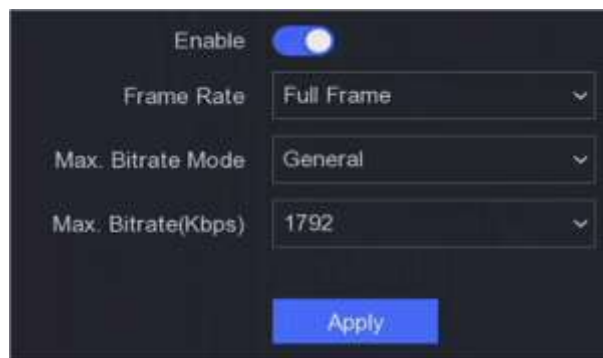 Enable
Frame Rate Full Frame
Max. Bitrate Mode General
Max. Bitrate(Kbps) 1792
Apply